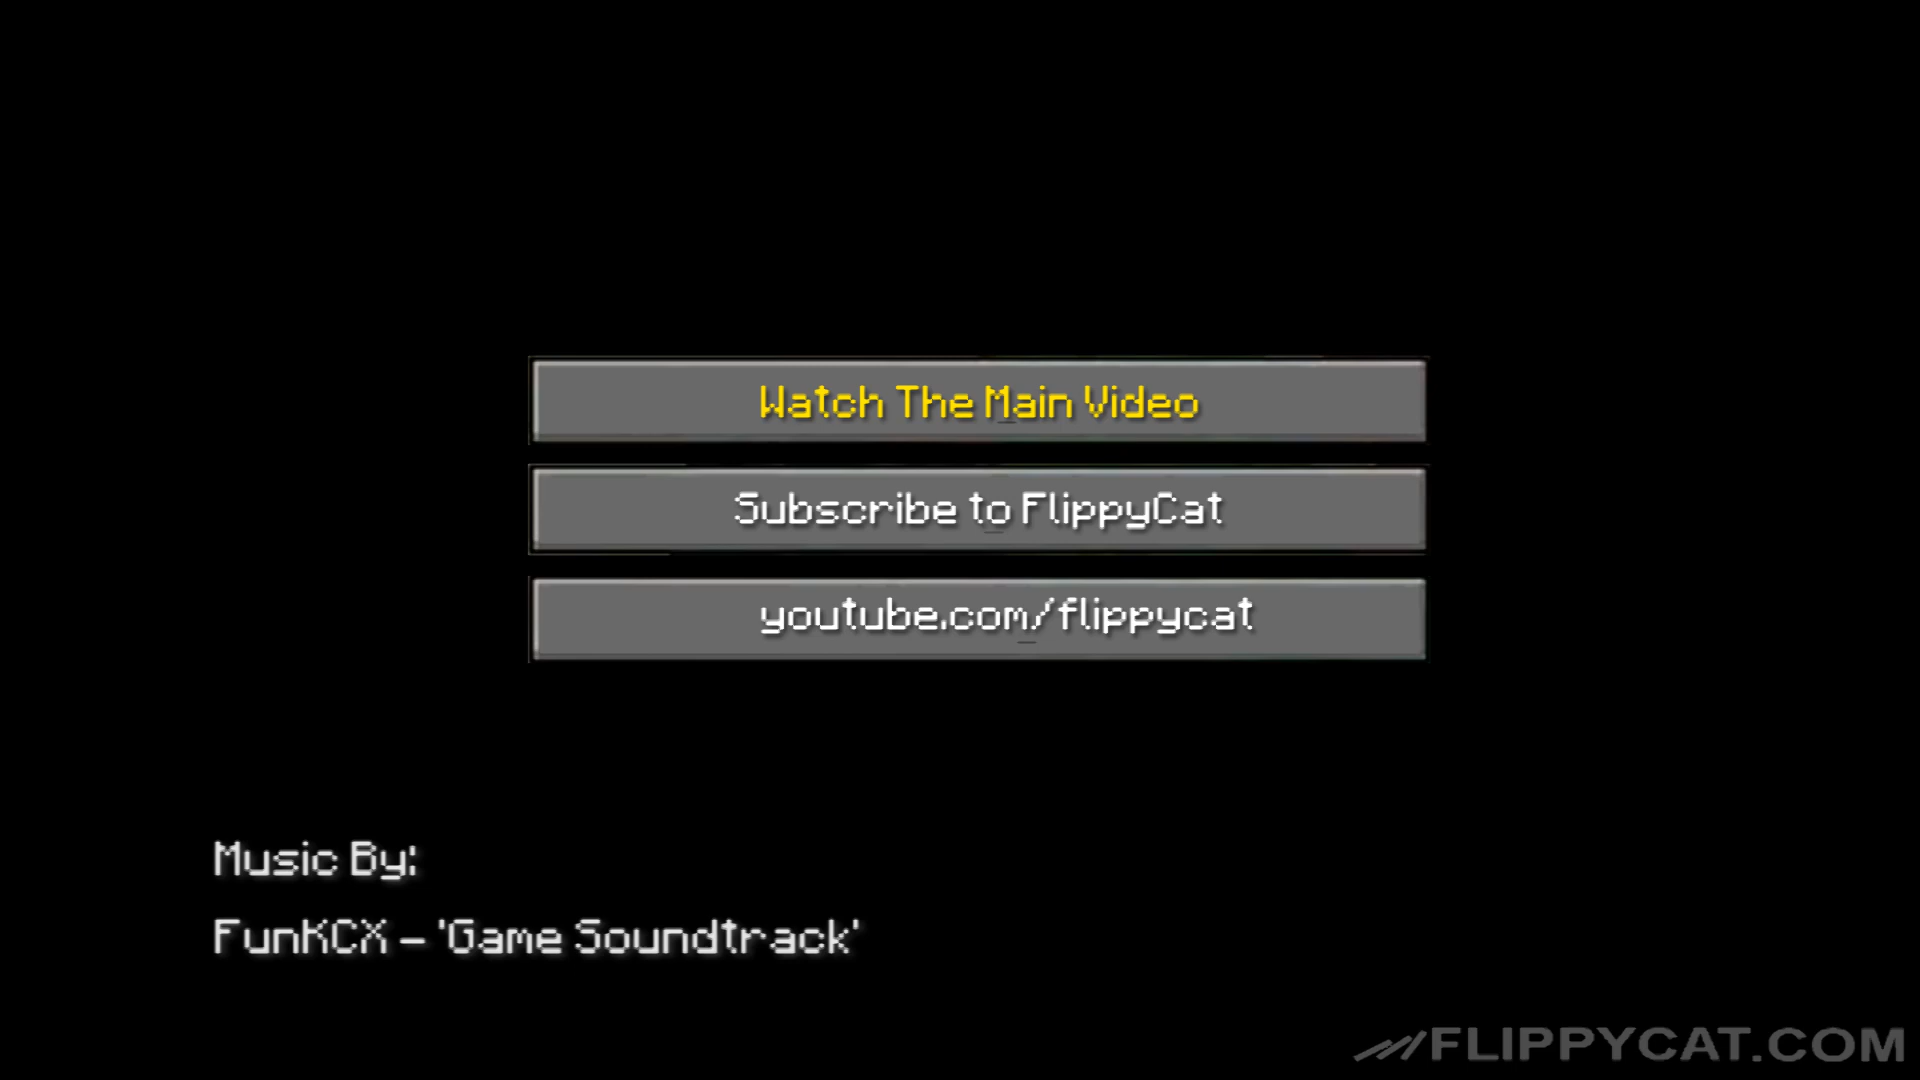 Watch The Main Video
Subscribe to FlippyCat
youtube.com/flippycat
Music By:
FunKCX – 'Game Soundtrack'
FLIPPYCAT.COM